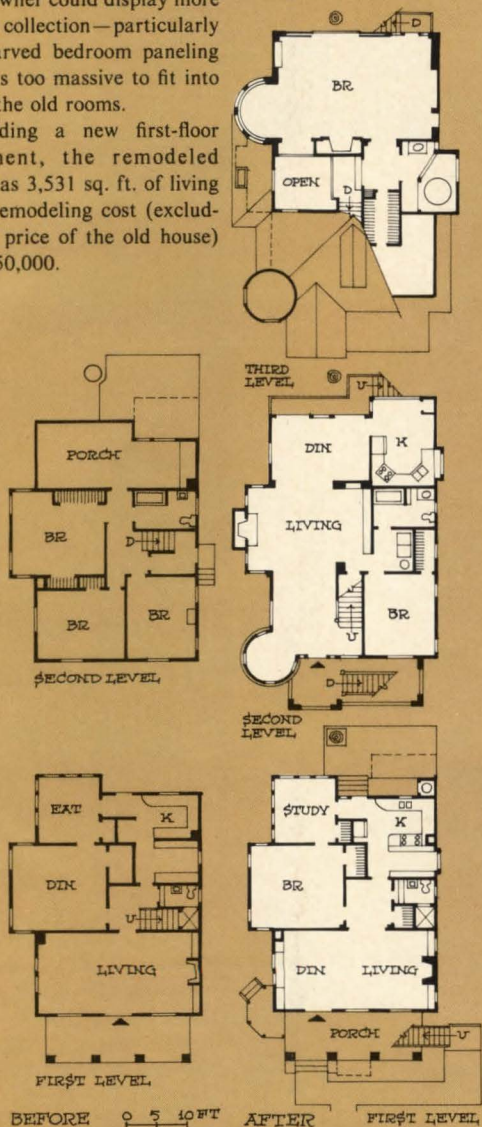 wner could display more
collection—particularly
arved bedroom paneling
s too massive to fit into
the old rooms.
ding a new first-floor
ment, the remodeled
as 3,531 sq. ft. of living
emodeling cost (exclud-
price of the old house)
50,000.
D
BR
OPEN
D
THIRD
LEVEL
U
DIN
K
LIVING
BR
U
D
SECOND
LEVEL
PORCH
BR
D
BR
BR
SECOND LEVEL
EAT
K
DIN
U
LIVING
FIRST LEVEL
STUDY
K
BR
DIN
LIVING
PORCH
U
BEFORE
0 5 10 FT
AFTER
FIRST LEVEL